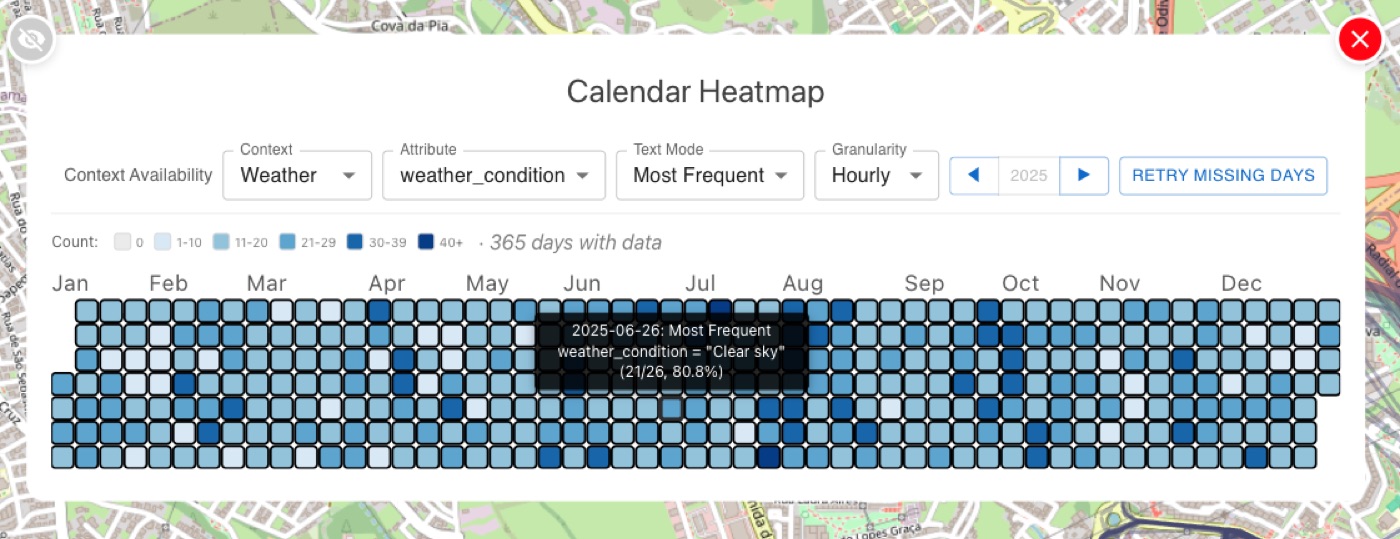 Cova da Pia
Calendar Heatmap
Context Availability
Context
Weather
Attribute
weather_condition
Text Mode
Most Frequent
Granularity
Hourly
2025
RETRY MISSING DAYS
Count: 0 1-10 11-20 21-29 30-39 40+ · 365 days with data
Jan Feb Mar Apr May Jun Jul Aug Sep Oct Nov Dec
2025-06-26: Most Frequent
weather_condition = "Clear sky"
(21/26, 80.8%)